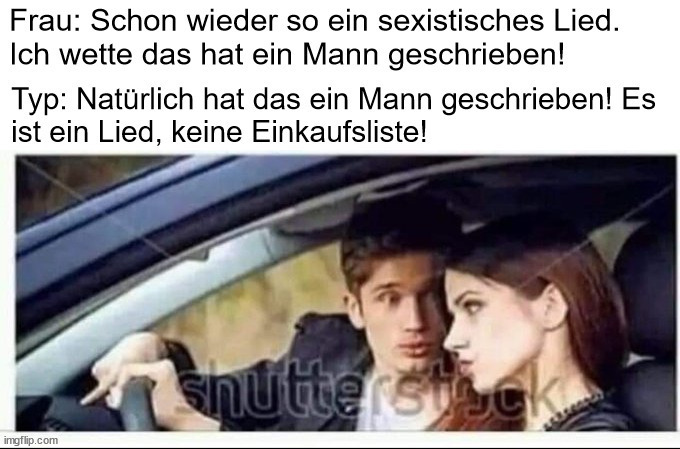 Frau: Schon wieder so ein sexistisches Lied.
Ich wette das hat ein Mann geschrieben!
Typ: Natürlich hat das ein Mann geschrieben! Es
ist ein Lied, keine Einkaufsliste!
shutterstock
imgflip.com